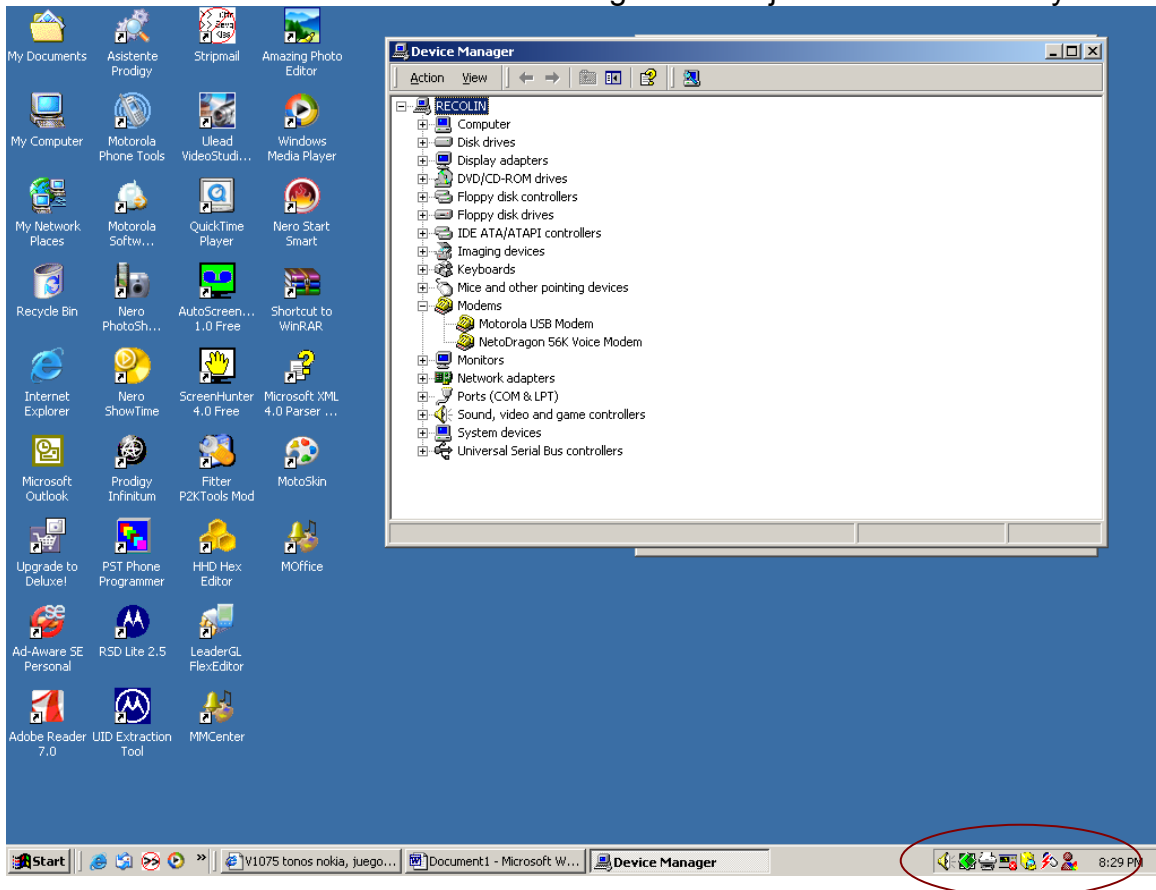 My Documents
Asistente
Prodigy
Stripmail
Amazing Photo
Editor
My Computer
Motorola
Phone Tools
Ulead
VideoStudi...
Windows
Media Player
My Network
Places
Motorola
Softw...
QuickTime
Player
Nero Start
Smart
Recycle Bin
Nero
PhotoSh...
AutoScreen...
1.0 Free
Shortcut to
WinRAR
Internet
Explorer
Nero
ShowTime
ScreenHunter
4.0 Free
Microsoft XML
4.0 Parser ...
Microsoft
Outlook
Prodigy
Infinitum
Fitter
P2KTools Mod
MotoSkin
Upgrade to
Deluxe!
PST Phone
Programmer
HHD Hex
Editor
MOffice
Ad-Aware SE
Personal
RSD Lite 2.5
LeaderGL
FlexEditor
Adobe Reader
7.0
UID Extraction
Tool
MMCenter
Device Manager
Action View
RECOLIN
Computer
Disk drives
Display adapters
DVD/CD-ROM drives
Floppy disk controllers
Floppy disk drives
IDE ATA/ATAPI controllers
Imaging devices
Keyboards
Mice and other pointing devices
Modems
Motorola USB Modem
NetoDragon 56K Voice Modem
Monitors
Network adapters
Ports (COM & LPT)
Sound, video and game controllers
System devices
Universal Serial Bus controllers
Start
V1075 tonos nokia, juego...
Document1 - Microsoft W...
Device Manager
8:29 PM